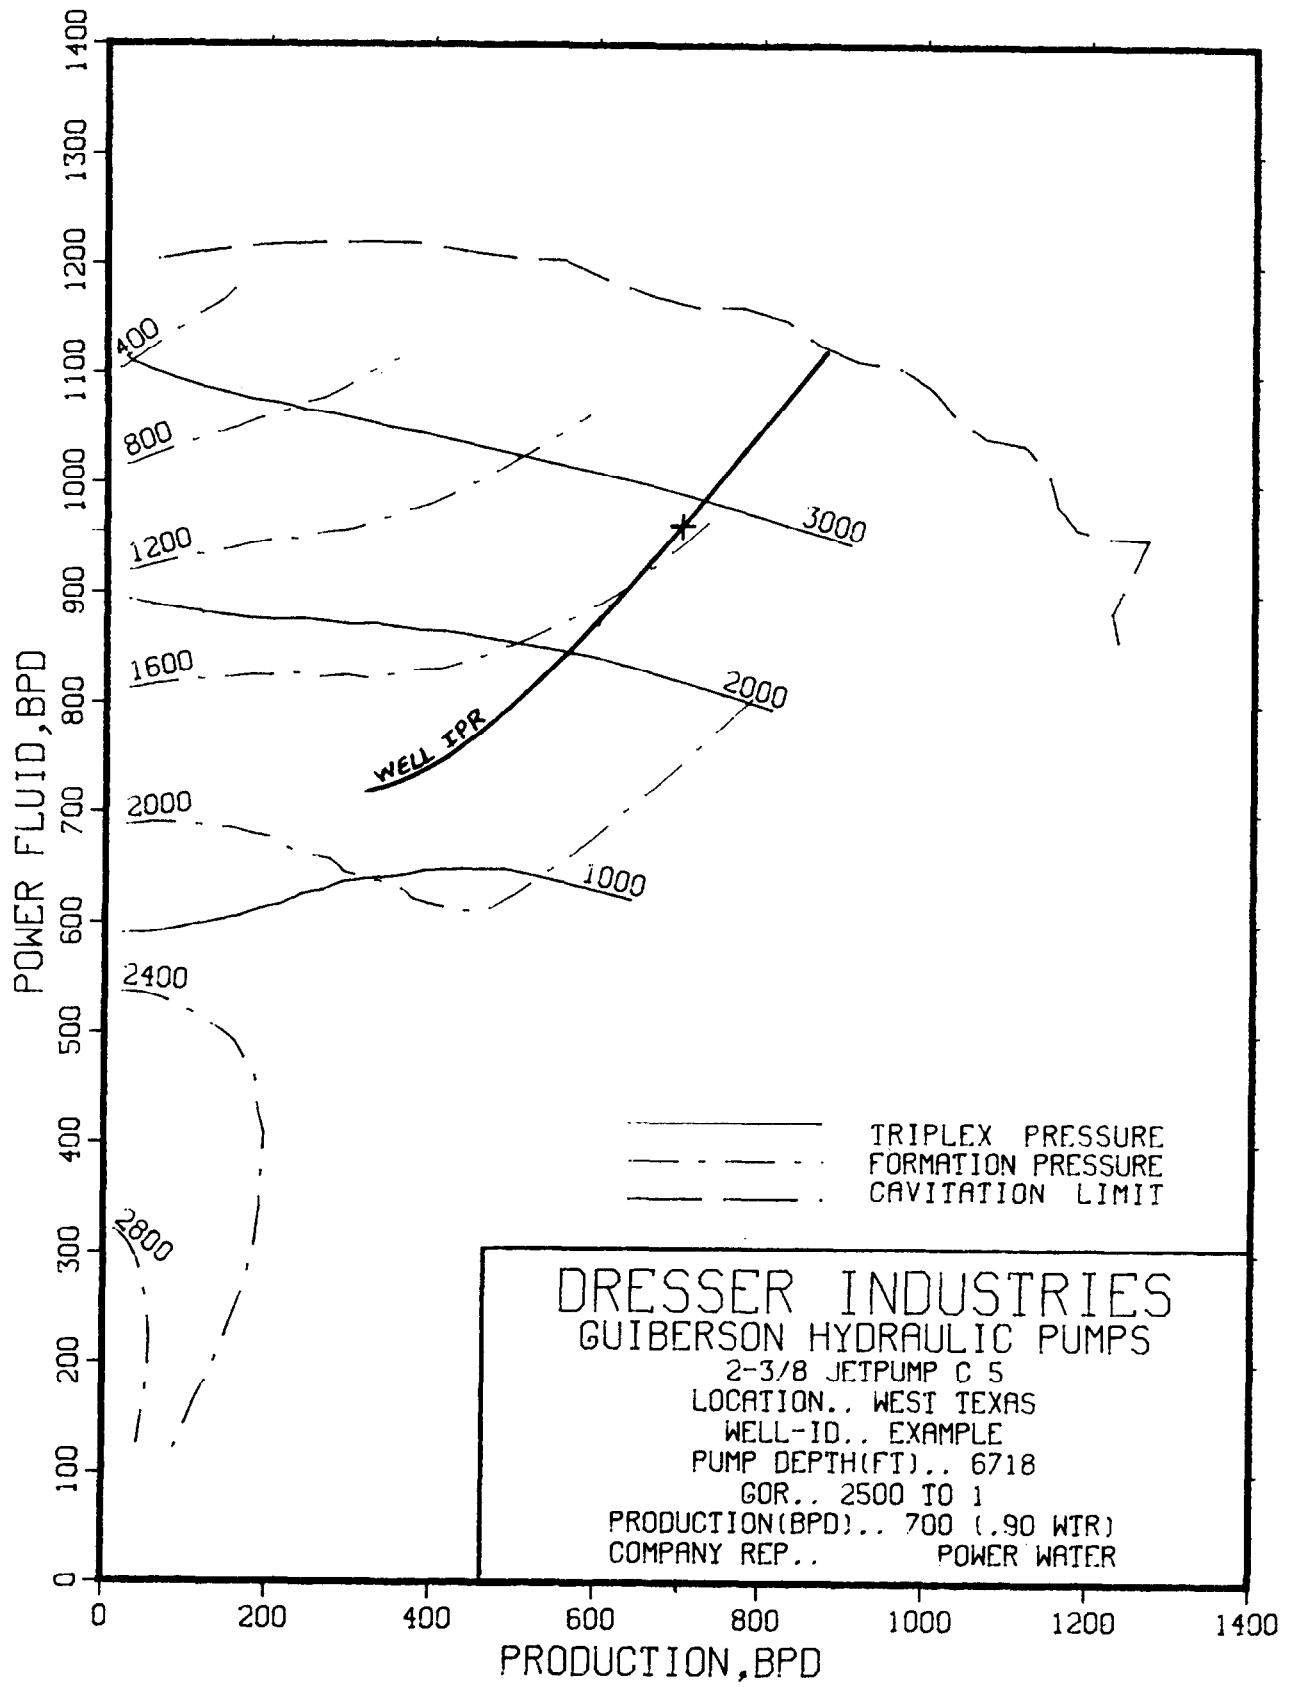 1400
1300
1200
1100
1000
900
800
700
600
500
400
300
200
100
0
POWER FLUID,BPD
400
800
1200
1600
2000
2400
2800
3000
2000
1000
WELL IPR
TRIPLEX PRESSURE
FORMATION PRESSURE
CAVITATION LIMIT
DRESSER INDUSTRIES
GUIBERSON HYDRAULIC PUMPS
2-3/8 JETPUMP C 5
LOCATION.. WEST TEXAS
WELL-ID.. EXAMPLE
PUMP DEPTH(FT).. 6718
GOR.. 2500 TO 1
PRODUCTION(BPD).. 700 (.90 WTR)
COMPANY REP.. POWER WATER
0 200 400 600 800 1000 1200 1400
PRODUCTION,BPD